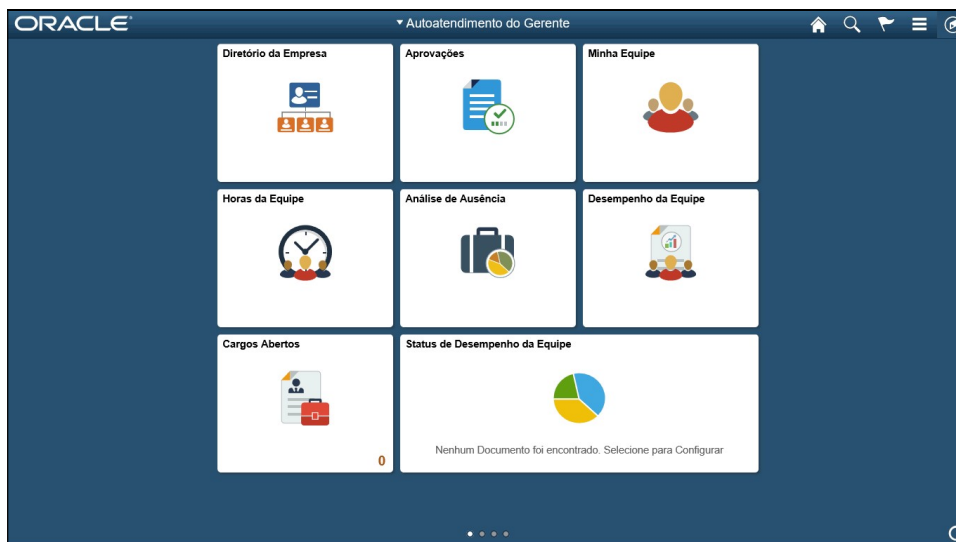 ORACLE
Autoatendimento do Gerente
Diretório da Empresa
Aprovações
Minha Equipe
Horas da Equipe
Análise de Ausência
Desempenho da Equipe
Cargos Abertos
0
Status de Desempenho da Equipe
Nenhum Documento foi encontrado. Selecione para Configurar